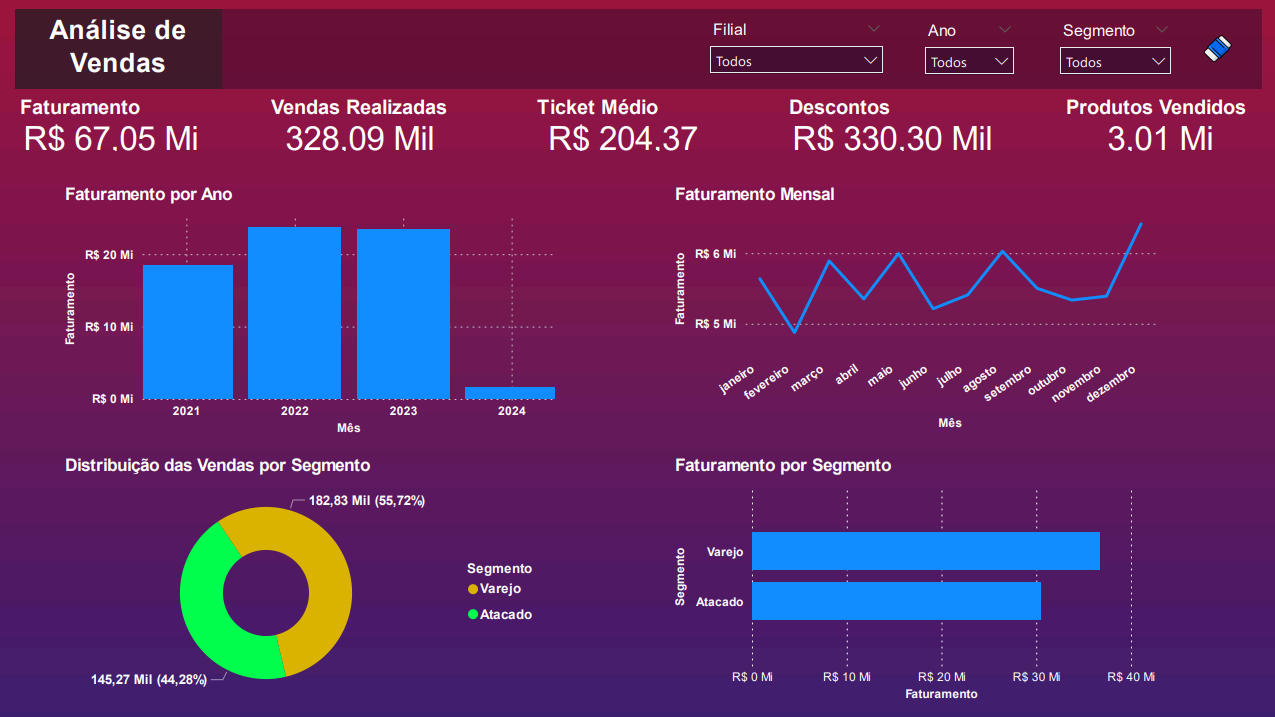 Análise de
Vendas
Filial
Ano
Segmento
Todos
Todos
Todos
Faturamento
Vendas Realizadas
Ticket Médio
Descontos
Produtos Vendidos
R$ 67,05 Mi
328,09 Mil
R$ 204,37
R$ 330,30 Mil
3,01 Mi
Faturamento por Ano
Faturamento
R$ 20 Mi
R$ 10 Mi
R$ 0 Mi
2021
2022
2023
2024
Mês
Faturamento Mensal
Faturamento
R$ 6 Mi
R$ 5 Mi
janeiro
fevereiro
março
abril
maio
junho
julho
agosto
setembro
outubro
novembro
dezembro
Mês
Distribuição das Vendas por Segmento
182,83 Mil (55,72%)
145,27 Mil (44,28%)
Segmento
Varejo
Atacado
Faturamento por Segmento
Segmento
Varejo
Atacado
R$ 0 Mi
R$ 10 Mi
R$ 20 Mi
R$ 30 Mi
R$ 40 Mi
Faturamento